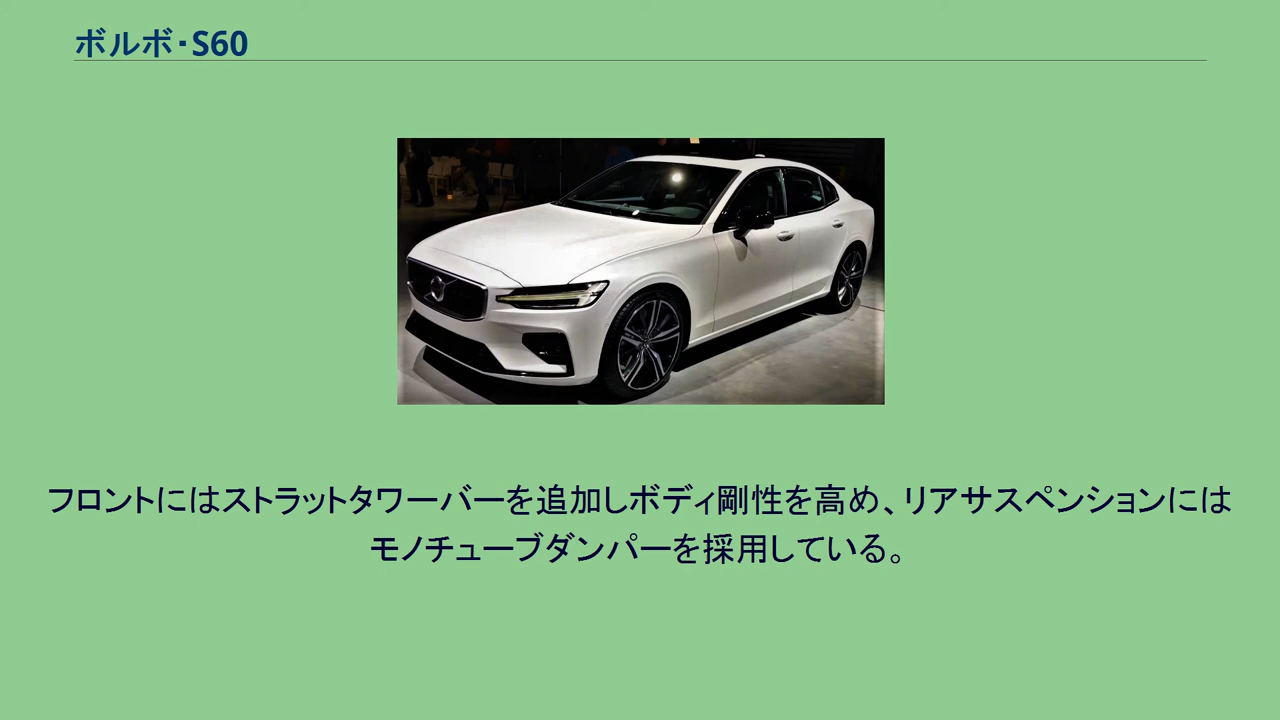 ボルボ・S60
フロントにはストラットタワーバーを追加しボディ剛性を高め、リアサスペンションには
モノチューブダンパーを採用している。